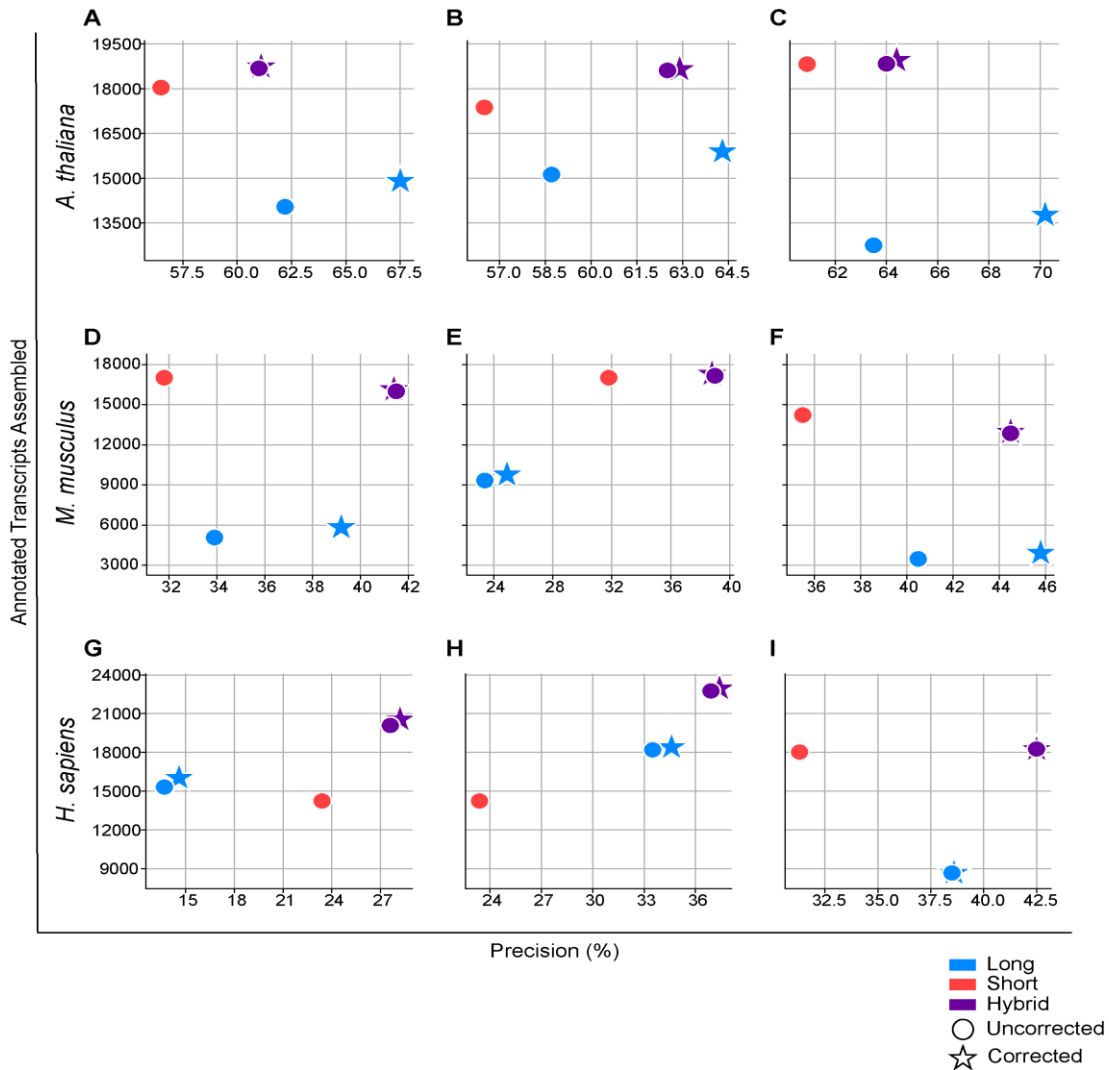 A B C
19500
18000
16500
15000
13500
A. thaliana
57.5 60.0 62.5 65.0 67.5
57.0 58.5 60.0 61.5 63.0 64.5
62 64 66 68 70
D E F
18000
15000
12000
9000
6000
3000
M. musculus
Annotated Transcripts Assembled
32 34 36 38 40 42
24 28 32 36 40
36 38 40 42 44 46
G H I
24000
21000
18000
15000
12000
9000
H. sapiens
15 18 21 24 27
24 27 30 33 36
32.5 35.0 37.5 40.0 42.5
Precision (%)
Long
Short
Hybrid
Uncorrected
Corrected